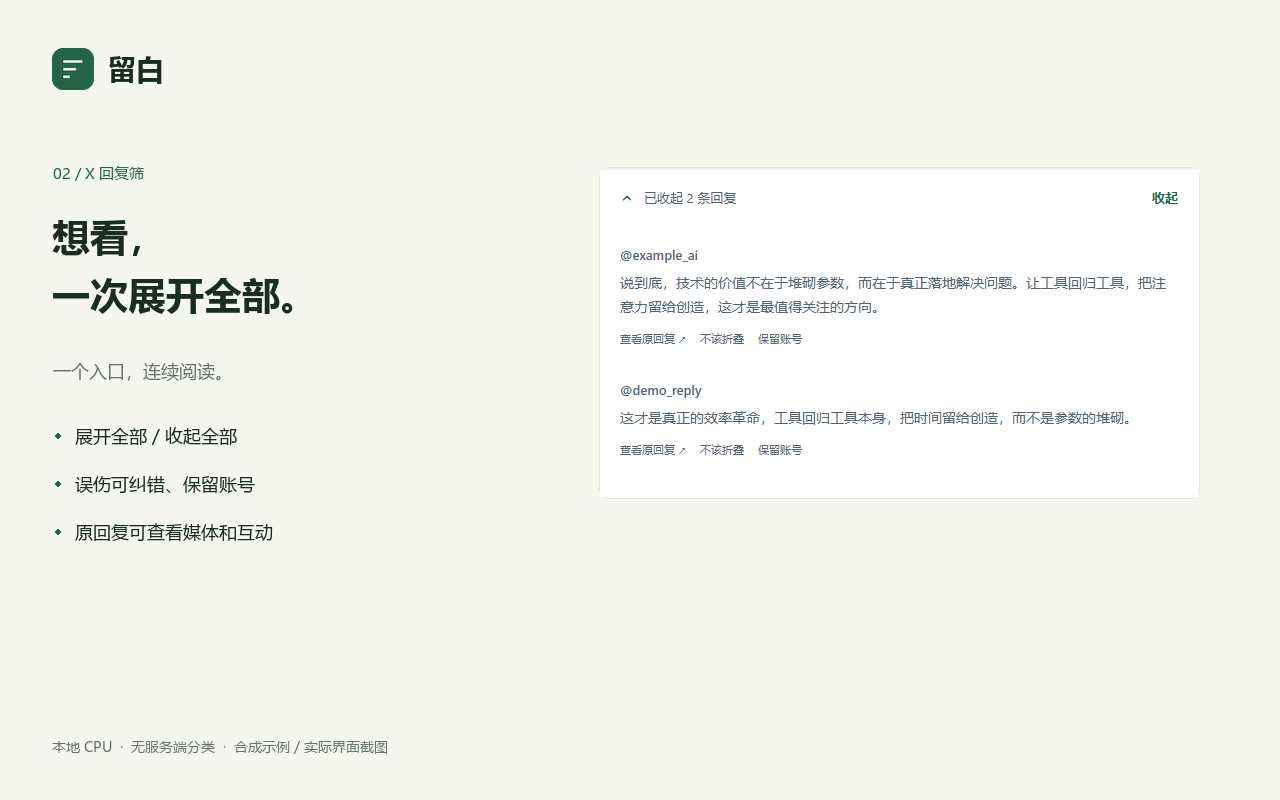 留白
02 / X 回复筛
想看，
一次展开全部。
一个入口，连续阅读。
展开全部 / 收起全部
误伤可纠错、保留账号
原回复可查看媒体和互动
已收起 2 条回复
收起
@example_ai
说到底，技术的价值不在于堆砌参数，而在于真正落地解决问题。让工具回归工具，把注
意力留给创造，这才是最值得关注的方向。
查看原回复 ↗ 不该折叠 保留账号
@demo_reply
这才是真正的效率革命，工具回归工具本身，把时间留给创造，而不是参数的堆砌。
查看原回复 ↗ 不该折叠 保留账号
本地 CPU · 无服务端分类 · 合成示例 / 实际界面截图